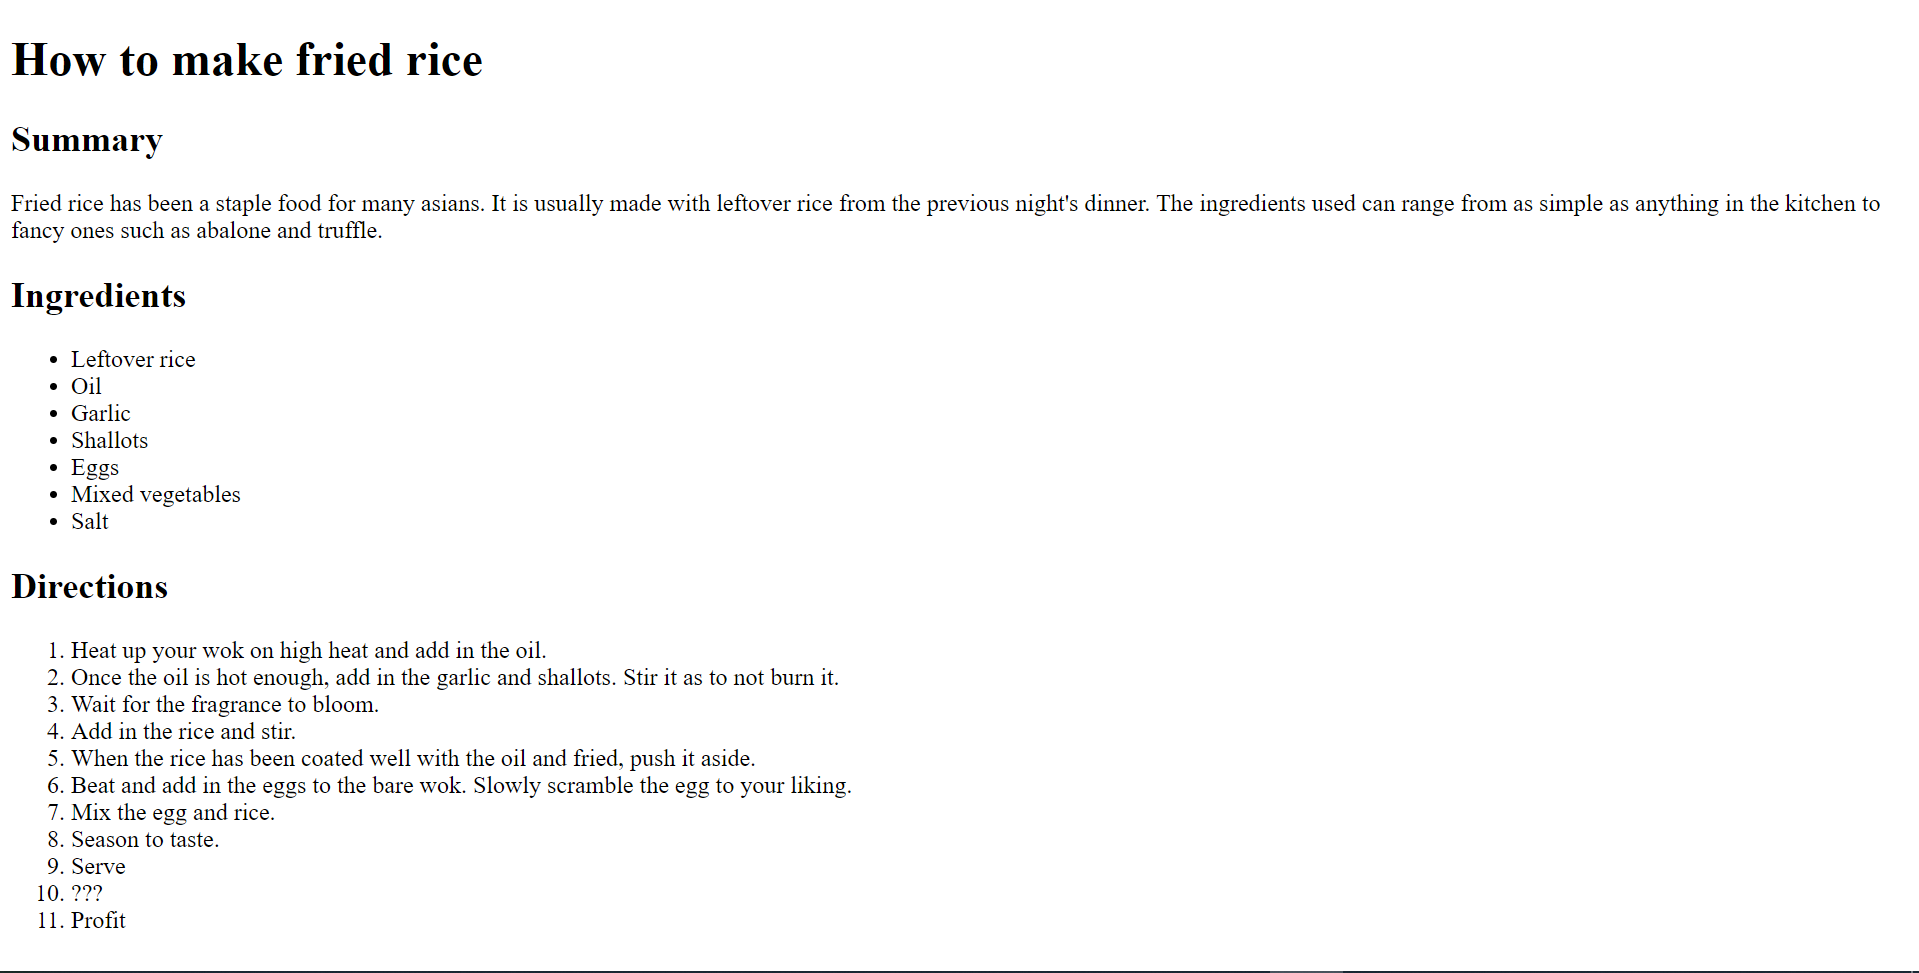 How to make fried rice
Summary
Fried rice has been a staple food for many asians. It is usually made with leftover rice from the previous night's dinner. The ingredients used can range from as simple as anything in the kitchen to
fancy ones such as abalone and truffle.
Ingredients
• Leftover rice
• Oil
• Garlic
• Shallots
• Eggs
• Mixed vegetables
• Salt
Directions
1. Heat up your wok on high heat and add in the oil.
2. Once the oil is hot enough, add in the garlic and shallots. Stir it as to not burn it.
3. Wait for the fragrance to bloom.
4. Add in the rice and stir.
5. When the rice has been coated well with the oil and fried, push it aside.
6. Beat and add in the eggs to the bare wok. Slowly scramble the egg to your liking.
7. Mix the egg and rice.
8. Season to taste.
9. Serve
10. ???
11. Profit